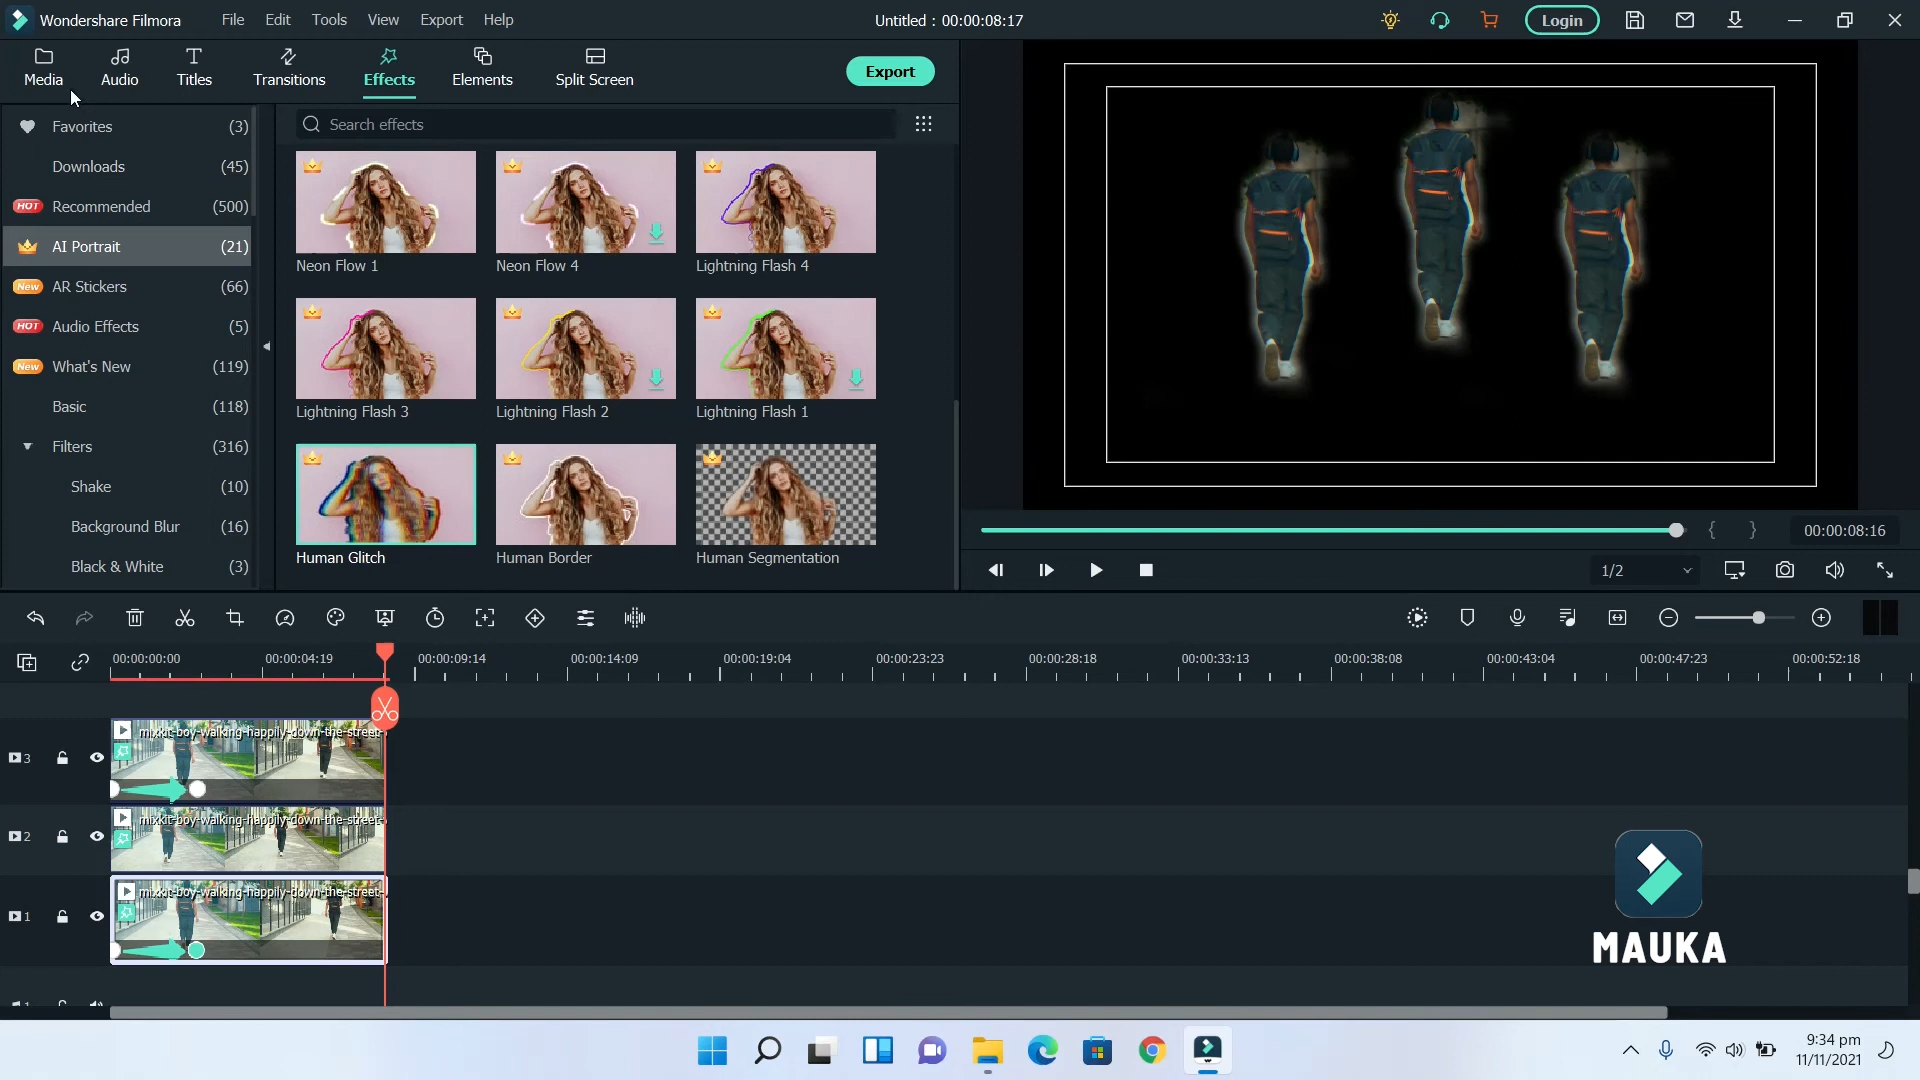 Wondershare Filmora
File Edit Tools View Export Help
Untitled : 00:00:08:17
Login
Media Audio Titles Transitions Effects Elements Split Screen
Export
Favorites (3)
Downloads (45)
HOT Recommended (500)
AI Portrait (21)
New AR Stickers (66)
HOT Audio Effects (5)
New What's New (119)
Basic (118)
Filters (316)
Shake (10)
Background Blur (16)
Black & White (3)
Search effects
Neon Flow 1 Neon Flow 4 Lightning Flash 4
Lightning Flash 3 Lightning Flash 2 Lightning Flash 1
Human Glitch Human Border Human Segmentation
{ } 00:00:08:16
1/2
00:00:00:00 00:00:04:19 00:00:09:14 00:00:14:09 00:00:19:04 00:00:23:23 00:00:28:18 00:00:33:13 00:00:38:08 00:00:43:04 00:00:47:23 00:00:52:18
3 mixkit-boy-walking-happily-down-the-street-
2 mixkit-boy-walking-happily-down-the-street-
1 mixkit-boy-walking-happily-down-the-street-
MAUKA
9:34 pm
11/11/2021